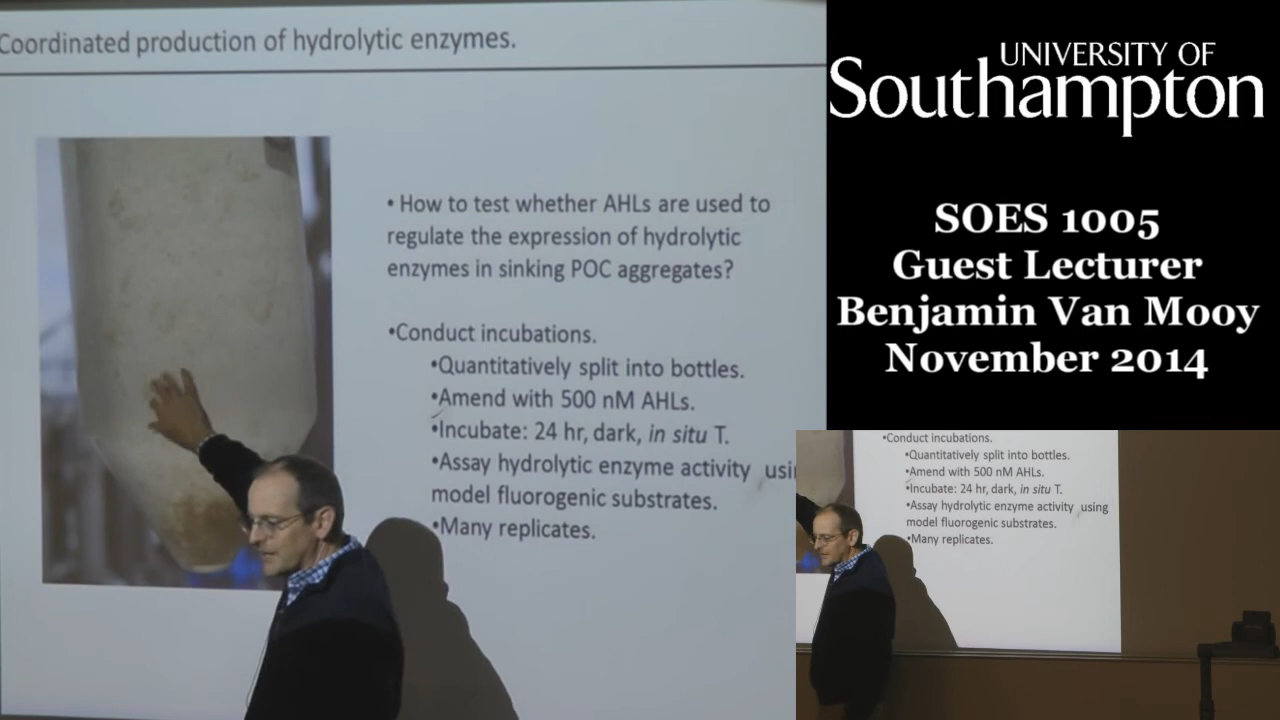 Coordinated production of hydrolytic enzymes.
• How to test whether AHLs are used to
regulate the expression of hydrolytic
enzymes in sinking POC aggregates?
•Conduct incubations.
•Quantitatively split into bottles.
•Amend with 500 nM AHLs.
•Incubate: 24 hr, dark, in situ T.
•Assay hydrolytic enzyme activity usi
model fluorogenic substrates.
•Many replicates.
UNIVERSITY OF
Southampton
SOES 1005
Guest Lecturer
Benjamin Van Mooy
November 2014
•Conduct incubations.
•Quantitatively split into bottles.
•Amend with 500 nM AHLs.
•Incubate: 24 hr, dark, in situ T.
•Assay hydrolytic enzyme activity using
model fluorogenic substrates.
•Many replicates.